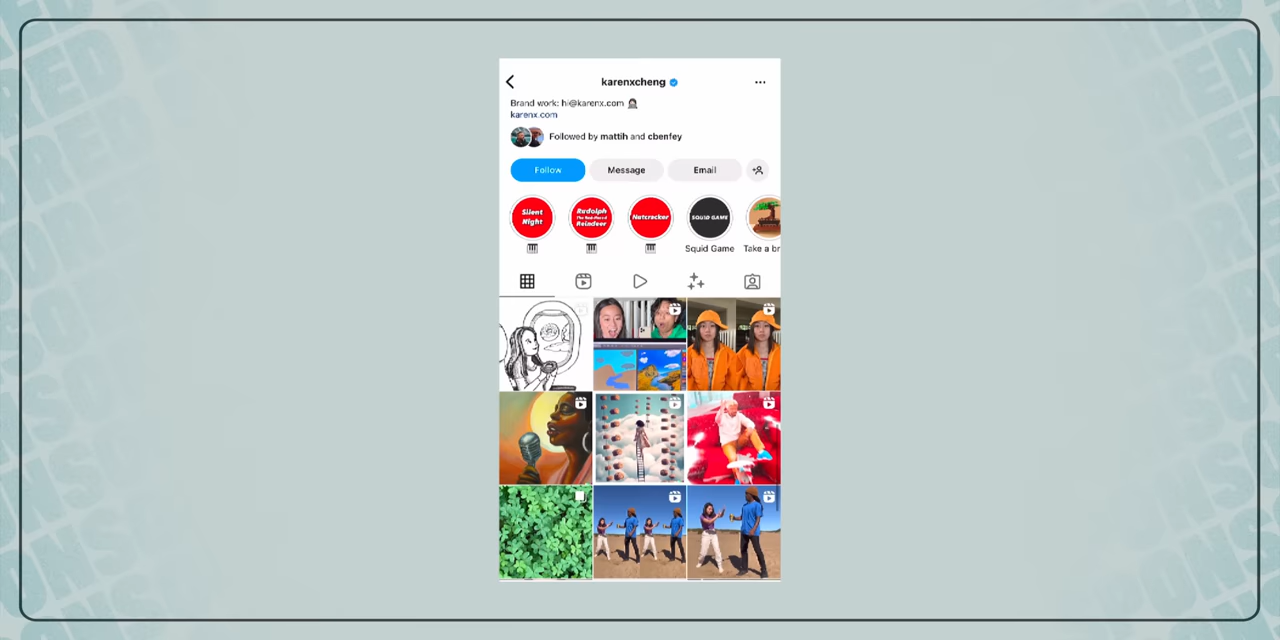 karenxcheng
Brand work: hi@karenx.com
karenx.com
Followed by mattih and cbenfey
Follow Message Email
Silent
Night
Rudolph
The Red-Nosed
Reindeer
Nutcracker
SQUID GAME
Squid Game Take a br